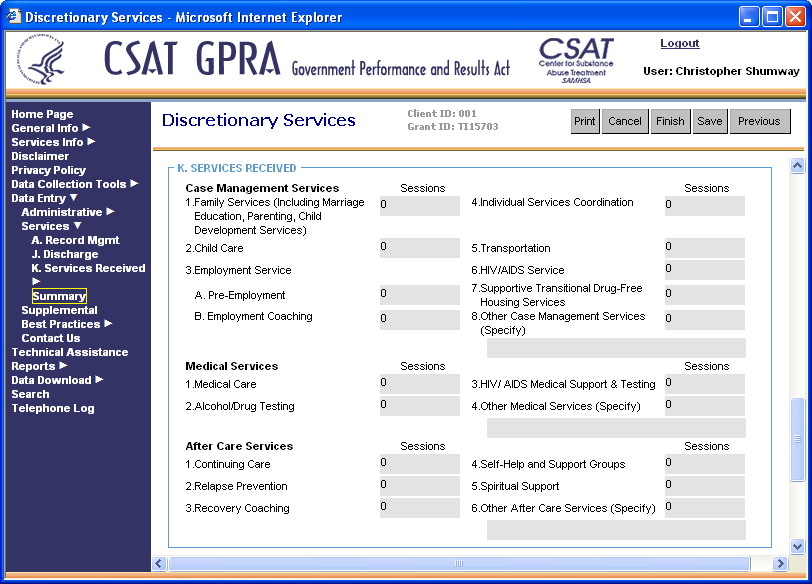 Discretionary Services - Microsoft Internet Explorer
CSAT GPRA Government Performance and Results Act
CSAT
Center for Substance
Abuse Treatment
SAMHSA
Logout
User: Christopher Shumway
Home Page
General Info
Services Info
Disclaimer
Privacy Policy
Data Collection Tools
Data Entry
Administrative
Services
A. Record Mgmt
J. Discharge
K. Services Received
Summary
Supplemental
Best Practices
Contact Us
Technical Assistance
Reports
Data Download
Search
Telephone Log
Discretionary Services
Client ID: 001
Grant ID: TI15703
Print Cancel Finish Save Previous
K. SERVICES RECEIVED
Case Management Services Sessions Sessions
1.Family Services (Including Marriage
Education, Parenting, Child
Development Services) 0
4.Individual Services Coordination 0
2.Child Care 0
5.Transportation 0
3.Employment Service
6.HIV/AIDS Service 0
A. Pre-Employment 0
7.Supportive Transitional Drug-Free
Housing Services 0
B. Employment Coaching 0
8.Other Case Management Services
(Specify) 0
Medical Services Sessions Sessions
1.Medical Care 0 3.HIV/ AIDS Medical Support & Testing 0
2.Alcohol/Drug Testing 0 4.Other Medical Services (Specify) 0
After Care Services Sessions Sessions
1.Continuing Care 0 4.Self-Help and Support Groups 0
2.Relapse Prevention 0 5.Spiritual Support 0
3.Recovery Coaching 0 6.Other After Care Services (Specify) 0